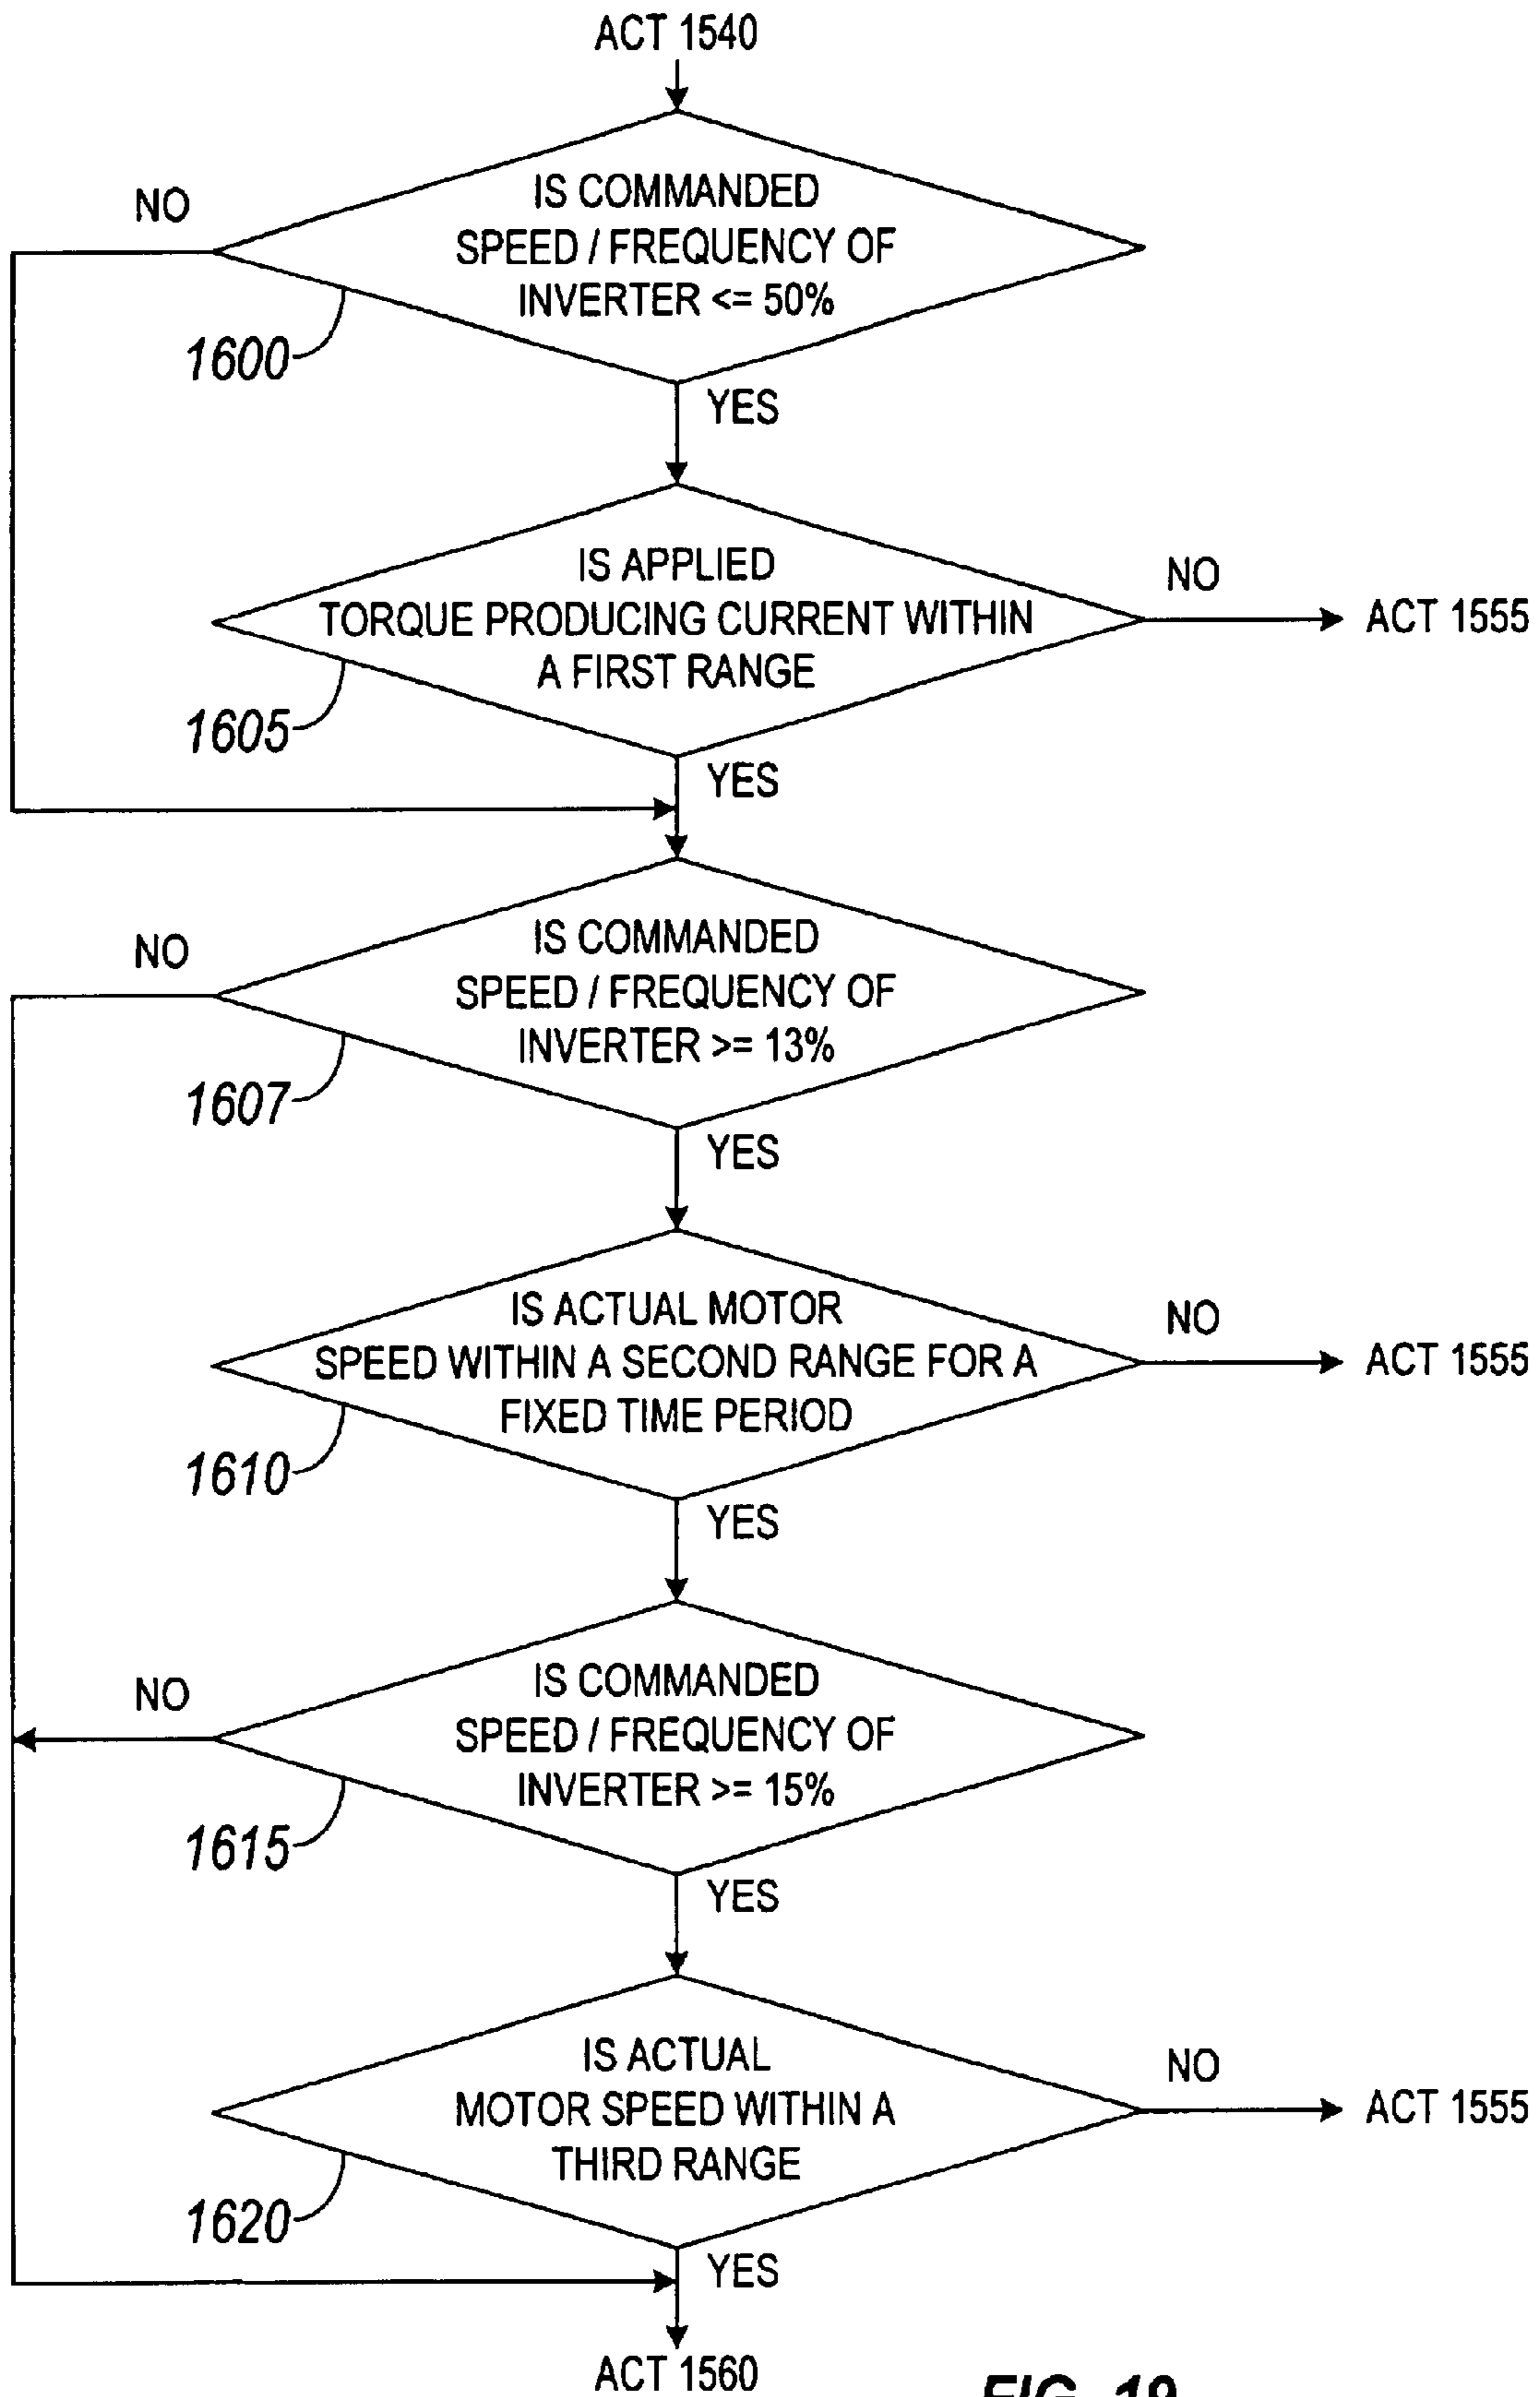 ACT 1540
NO
IS COMMANDED
SPEED / FREQUENCY OF
INVERTER <= 50%
1600
YES
IS APPLIED
TORQUE PRODUCING CURRENT WITHIN
A FIRST RANGE
NO
ACT 1555
1605
YES
NO
IS COMMANDED
SPEED / FREQUENCY OF
INVERTER >= 13%
1607
YES
IS ACTUAL MOTOR
SPEED WITHIN A SECOND RANGE FOR A
FIXED TIME PERIOD
NO
ACT 1555
1610
YES
NO
IS COMMANDED
SPEED / FREQUENCY OF
INVERTER >= 15%
1615
YES
IS ACTUAL
MOTOR SPEED WITHIN A
THIRD RANGE
NO
ACT 1555
1620
YES
ACT 1560